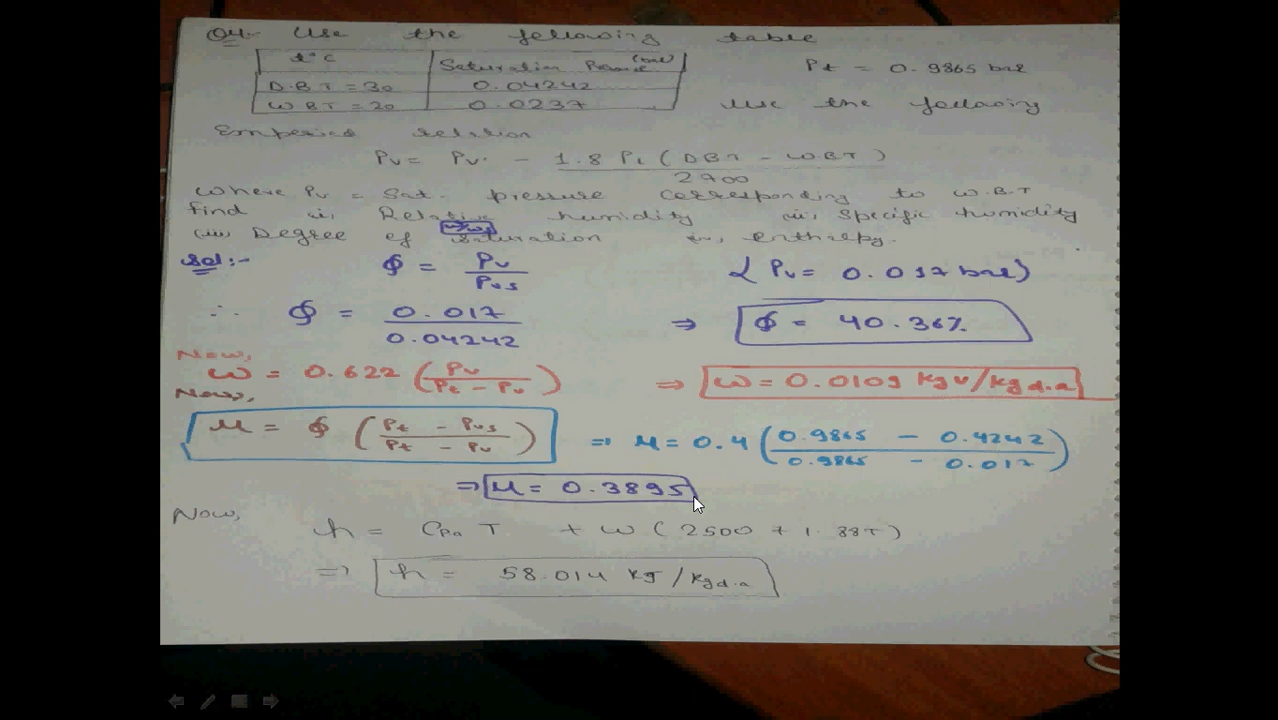 Q4:- Use the following table
t°C Saturation Pressure (bar) Pt = 0.9865 bar
D.B.T = 30 0.04242
W.B.T = 20 0.0237 Use the following
Emperical relation
Pv = Pv' - 1.8 Pt (DBT - WBT) / 2700
Where Pv = Sat. pressure corresponding to W.B.T
find (i) Relative humidity (ii) Specific humidity
(iii) Degree of Saturation (iv) enthalpy.
Sol:- Φ = Pv / Pvs { Pv = 0.017 bar)
∴ Φ = 0.017 / 0.04242 ⇒ Φ = 40.36%
Now,
ω = 0.622 (Pv / Pt - Pv) ⇒ ω = 0.0109 kgv/kgd.a
Now,
μ = Φ (Pt - Pvs / Pt - Pv) ⇒ μ = 0.4 (0.9865 - 0.4242 / 0.9865 - 0.017)
⇒ μ = 0.3895
Now,
h = Cpa T + ω (2500 + 1.88T)
⇒ h = 58.014 kJ/kgd.a